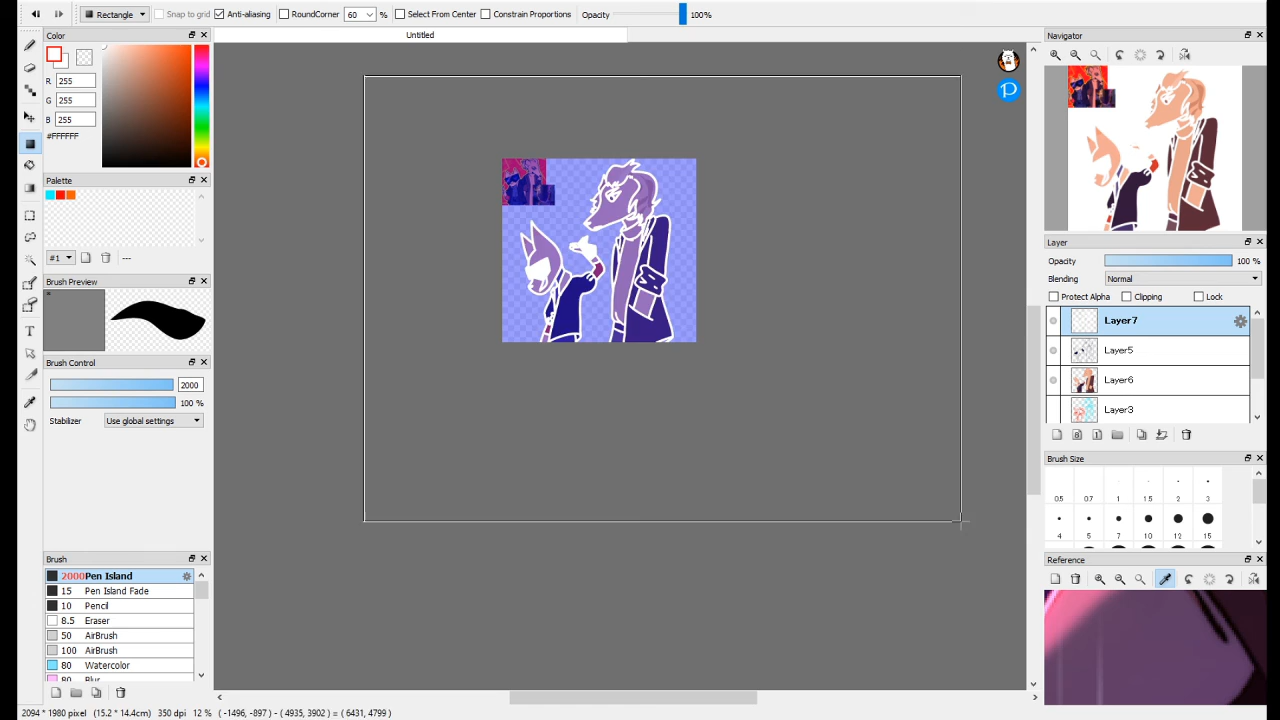 Rectangle Snap to grid Anti-aliasing RoundCorner 60 % Select From Center Constrain Proportions Opacity 100%
Color
Untitled
Navigator
R 255
G 255
B 255
#FFFFFF
Palette
#1 ---
Brush Preview
*
Brush Control
2000
100 %
Stabilizer Use global settings
Brush
2000 Pen Island
15 Pen Island Fade
10 Pencil
8.5 Eraser
50 AirBrush
100 AirBrush
80 Watercolor
80 Blur
P
Layer
Opacity 100 %
Blending Normal
Protect Alpha Clipping Lock
Layer7
Layer5
Layer6
Layer3
8 1
Brush Size
0.5 0.7 1 1.5 2 3
4 5 7 10 12 15
Reference
2094 * 1980 pixel (15.2 * 14.4cm) 350 dpi 12 % ( -1496, -897 ) - ( 4935, 3902 ) = ( 6431, 4799 )